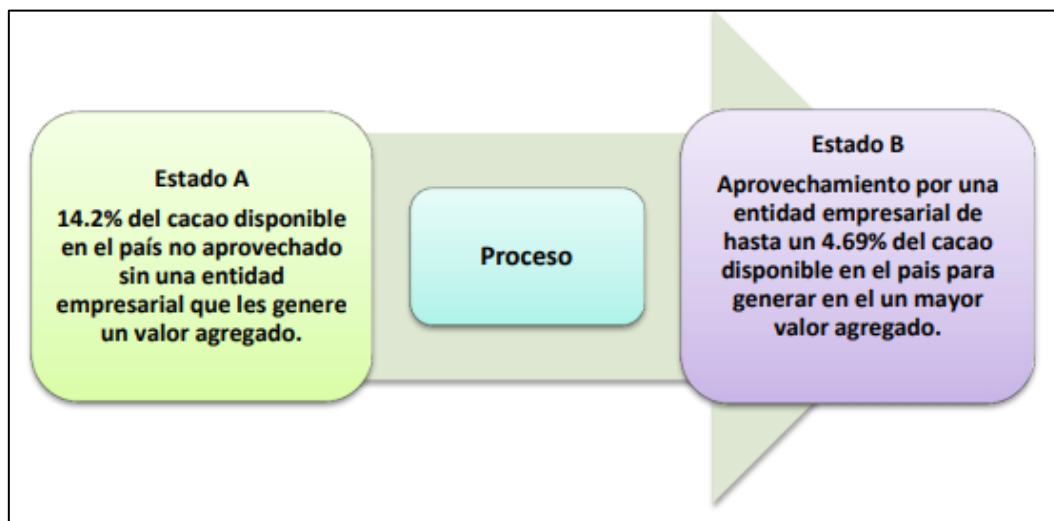 Estado A
14.2% del cacao disponible
en el país no aprovechado
sin una entidad
empresarial que les genere
un valor agregado.
Proceso
Estado B
Aprovechamiento por una
entidad empresarial de
hasta un 4.69% del cacao
disponible en el pais para
generar en el un mayor
valor agregado.